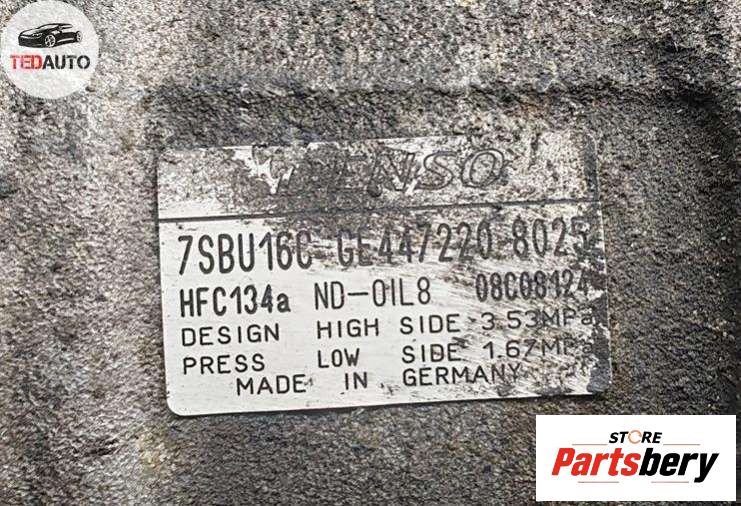 TEDAUTO
DENSO
7SBU16C GE447220-8025
HFC134a ND-OIL8 08C08124
DESIGN HIGH SIDE 3.53MPa
PRESS LOW SIDE 1.67MPa
MADE IN GERMANY
STORE
Partsbery